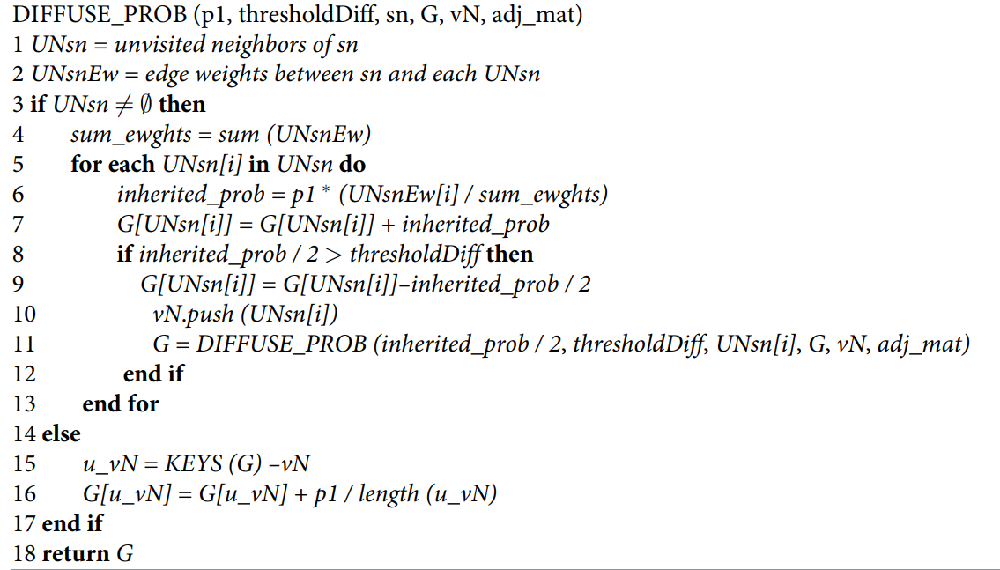 DIFFUSE_PROB (p1, thresholdDiff, sn, G, vN, adj_mat)
1 UNsn = unvisited neighbors of sn
2 UNsnEw = edge weights between sn and each UNsn
3 if UNsn ≠ ∅ then
4 sum_ewghts = sum (UNsnEw)
5 for each UNsn[i] in UNsn do
6 inherited_prob = p1 * (UNsnEw[i] / sum_ewghts)
7 G[UNsn[i]] = G[UNsn[i]] + inherited_prob
8 if inherited_prob / 2 > thresholdDiff then
9 G[UNsn[i]] = G[UNsn[i]]–inherited_prob / 2
10 vN.push (UNsn[i])
11 G = DIFFUSE_PROB (inherited_prob / 2, thresholdDiff, UNsn[i], G, vN, adj_mat)
12 end if
13 end for
14 else
15 u_vN = KEYS (G) –vN
16 G[u_vN] = G[u_vN] + p1 / length (u_vN)
17 end if
18 return G